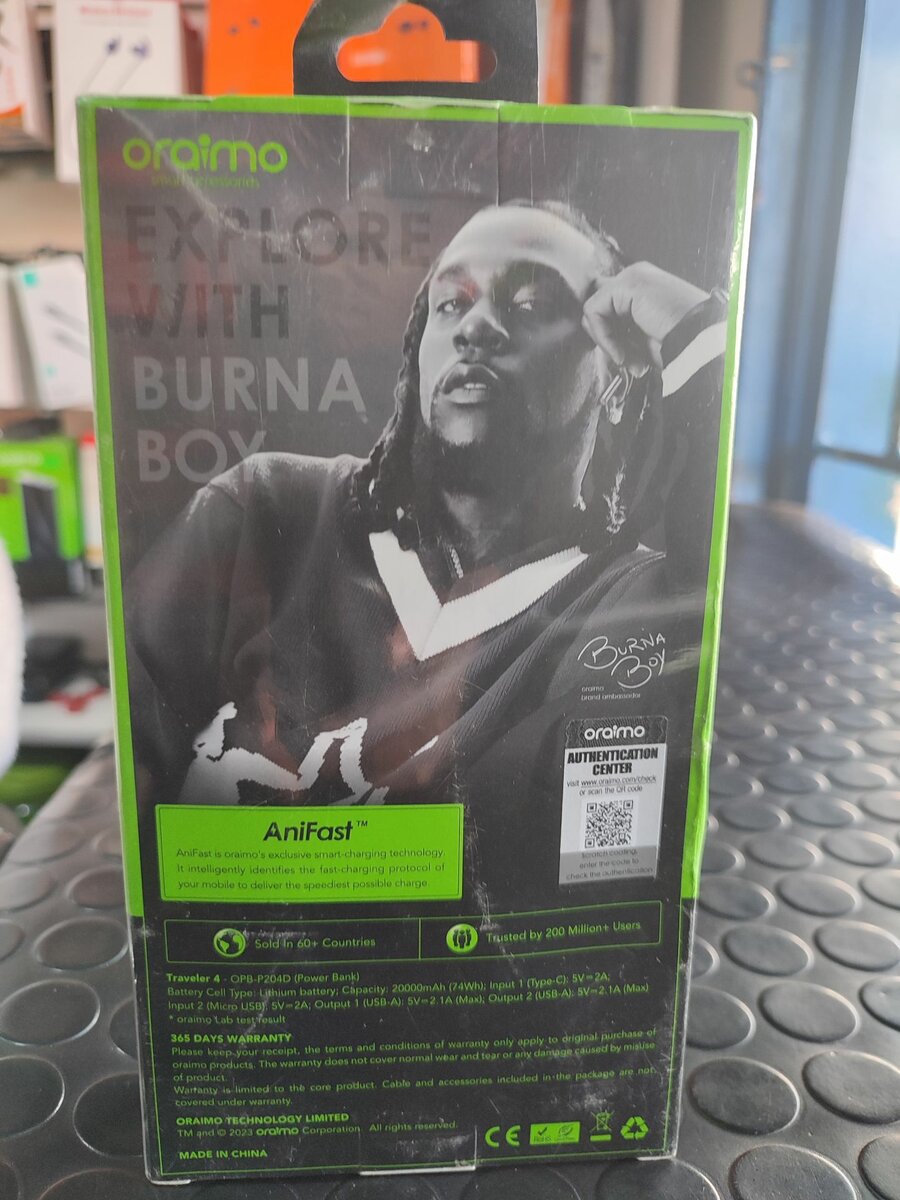 oraimo
EXPLORE
WITH
BURNA
BOY
BURNA
BOY
oraimo
brand ambassador
oraimo
AUTHENTICATION
CENTER
visit www.oraimo.com/check
or scan the QR code
Scratch coating,
enter the code to
check the authentication
AniFast™
AniFast is oraimo's exclusive smart-charging technology.
It intelligently identifies the fast-charging protocol of
your mobile to deliver the speediest possible charge.
Sold In 60+ Countries
Trusted by 200 Million+ Users
Traveler 4 - OPB-P204D (Power Bank)
Battery Cell Type: Lithium battery; Capacity: 20000mAh (74Wh); Input 1 (Type-C): 5V⎓2A;
Input 2 (Micro USB): 5V⎓2A; Output 1 (USB-A): 5V⎓2.1A (Max); Output 2 (USB-A): 5V⎓2.1A (Max)
* oraimo Lab test result
365 DAYS WARRANTY
Please keep your receipt, the terms and conditions of warranty only apply to original purchase of
oraimo products. The warranty does not cover normal wear and tear or any damage caused by misuse
of product.
Warranty is limited to the core product. Cable and accessories included in the package are not
covered under warranty.
ORAIMO TECHNOLOGY LIMITED
TM and © 2023 oraimo Corporation. All rights reserved.
MADE IN CHINA
CE